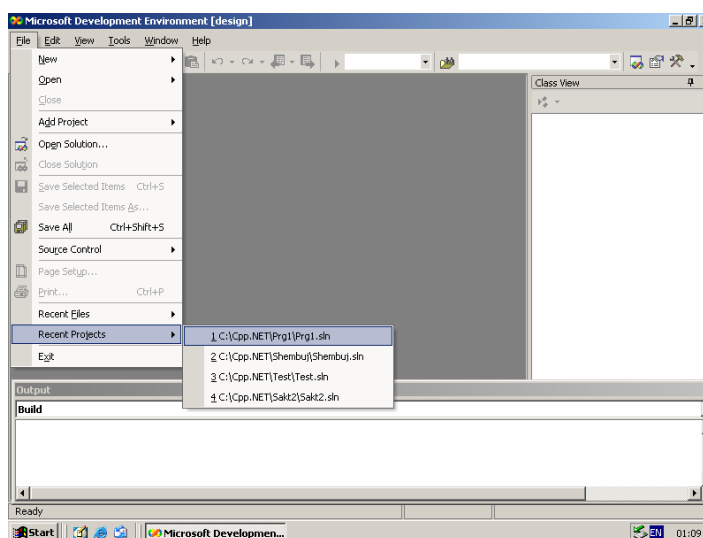 Microsoft Development Environment [design]
File Edit View Tools Window Help
New
Open
Close
Add Project
Open Solution...
Close Solution
Save Selected Items Ctrl+S
Save Selected Items As...
Save All Ctrl+Shift+S
Source Control
Page Setup...
Print... Ctrl+P
Recent Files
Recent Projects
Exit
1 C:\Cpp.NET\Prg1\Prg1.sln
2 C:\Cpp.NET\Shembuj\Shembuj.sln
3 C:\Cpp.NET\Test\Test.sln
4 C:\Cpp.NET\Sakt2\Sakt2.sln
Class View
Output
Build
Ready
Start
Microsoft Developmen...
EN
01:09